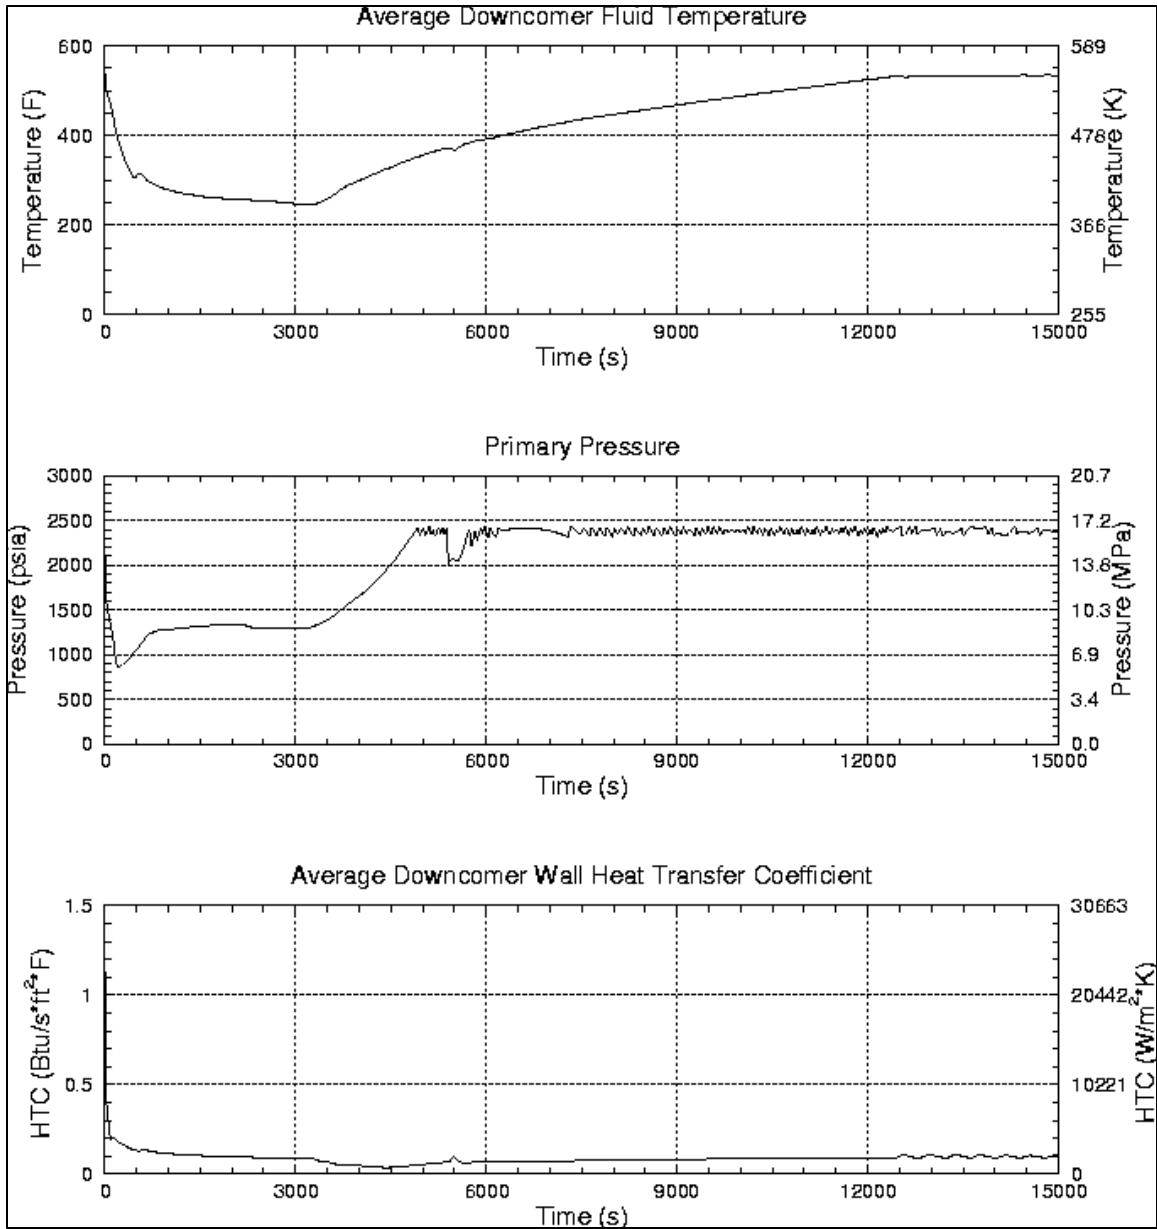 Average Downcomer Fluid Temperature
600
400
200
0
589
478
366
255
Temperature (F)
Temperature (K)
0 3000 6000 9000 12000 15000
Time (s)
Primary Pressure
3000
2500
2000
1500
1000
500
0
20.7
17.2
13.8
10.3
6.9
3.4
0.0
Pressure (psia)
Pressure (MPa)
0 3000 6000 9000 12000 15000
Time (s)
Average Downcomer Wall Heat Transfer Coefficient
1.5
1
0.5
0
30663
20442
10221
0
HTC (Btu/s*ft²*F)
HTC (W/m²*K)
0 3000 6000 9000 12000 15000
Time (s)